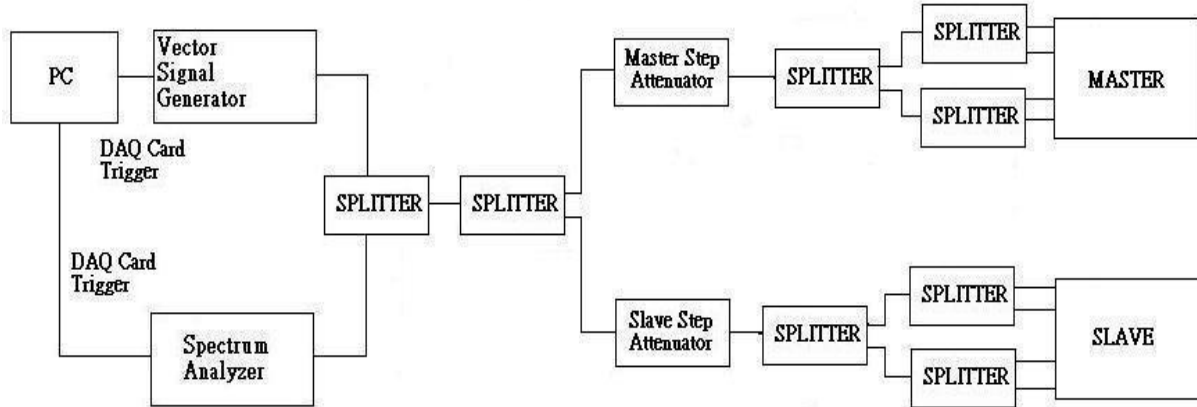 PC
Vector
Signal
Generator
DAQ Card
Trigger
DAQ Card
Trigger
Spectrum
Analyzer
SPLITTER
SPLITTER
Master Step
Attenuator
SPLITTER
SPLITTER
SPLITTER
MASTER
Slave Step
Attenuator
SPLITTER
SPLITTER
SPLITTER
SLAVE